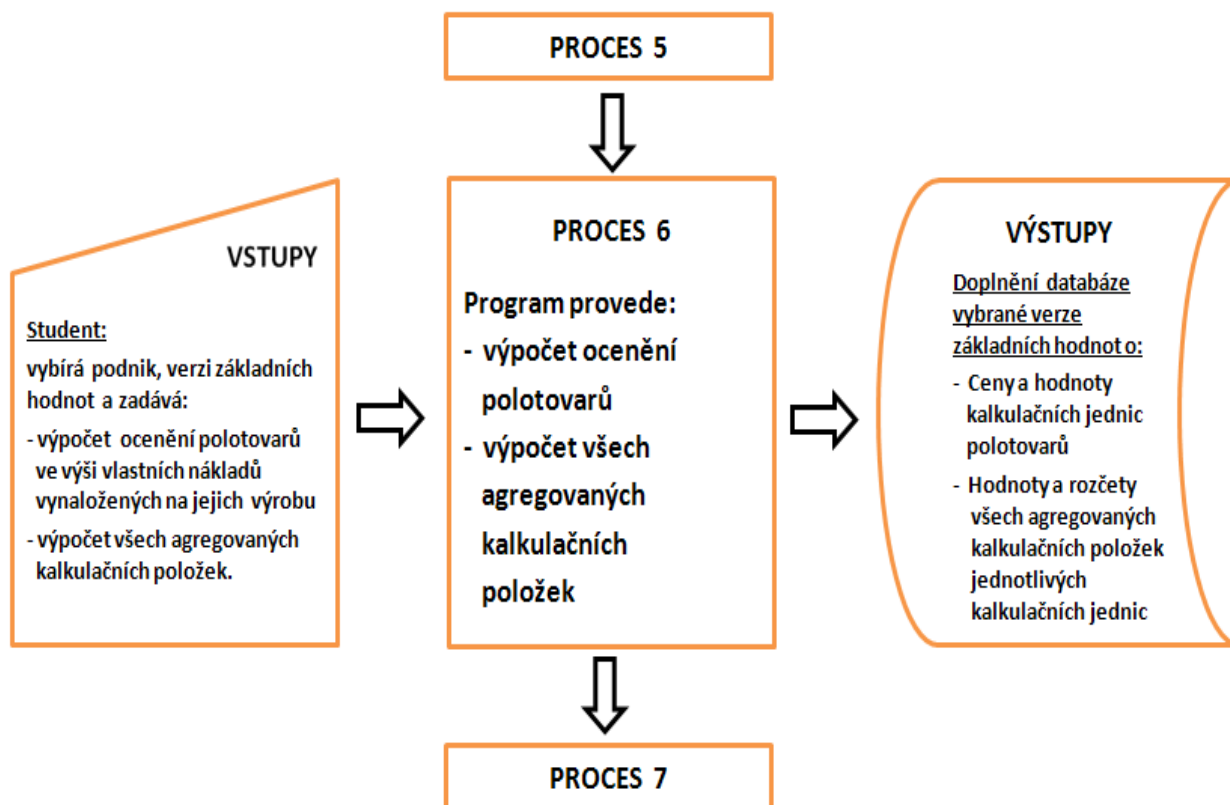 PROCES 5
VSTUPY
Student:
vybírá podnik, verzi základních
hodnot a zadává:
- výpočet ocenění polotovarů
ve výši vlastních nákladů
vynaložených na jejich výrobu
- výpočet všech agregovaných
kalkulačních položek.
PROCES 6
Program provede:
- výpočet ocenění
polotovarů
- výpočet všech
agregovaných
kalkulačních
položek
VÝSTUPY
Doplnění databáze
vybrané verze
základních hodnot o:
- Ceny a hodnoty
kalkulačních jednic
polotovarů
- Hodnoty a rozčety
všech agregovaných
kalkulačních položek
jednotlivých
kalkulačních jednic
PROCES 7